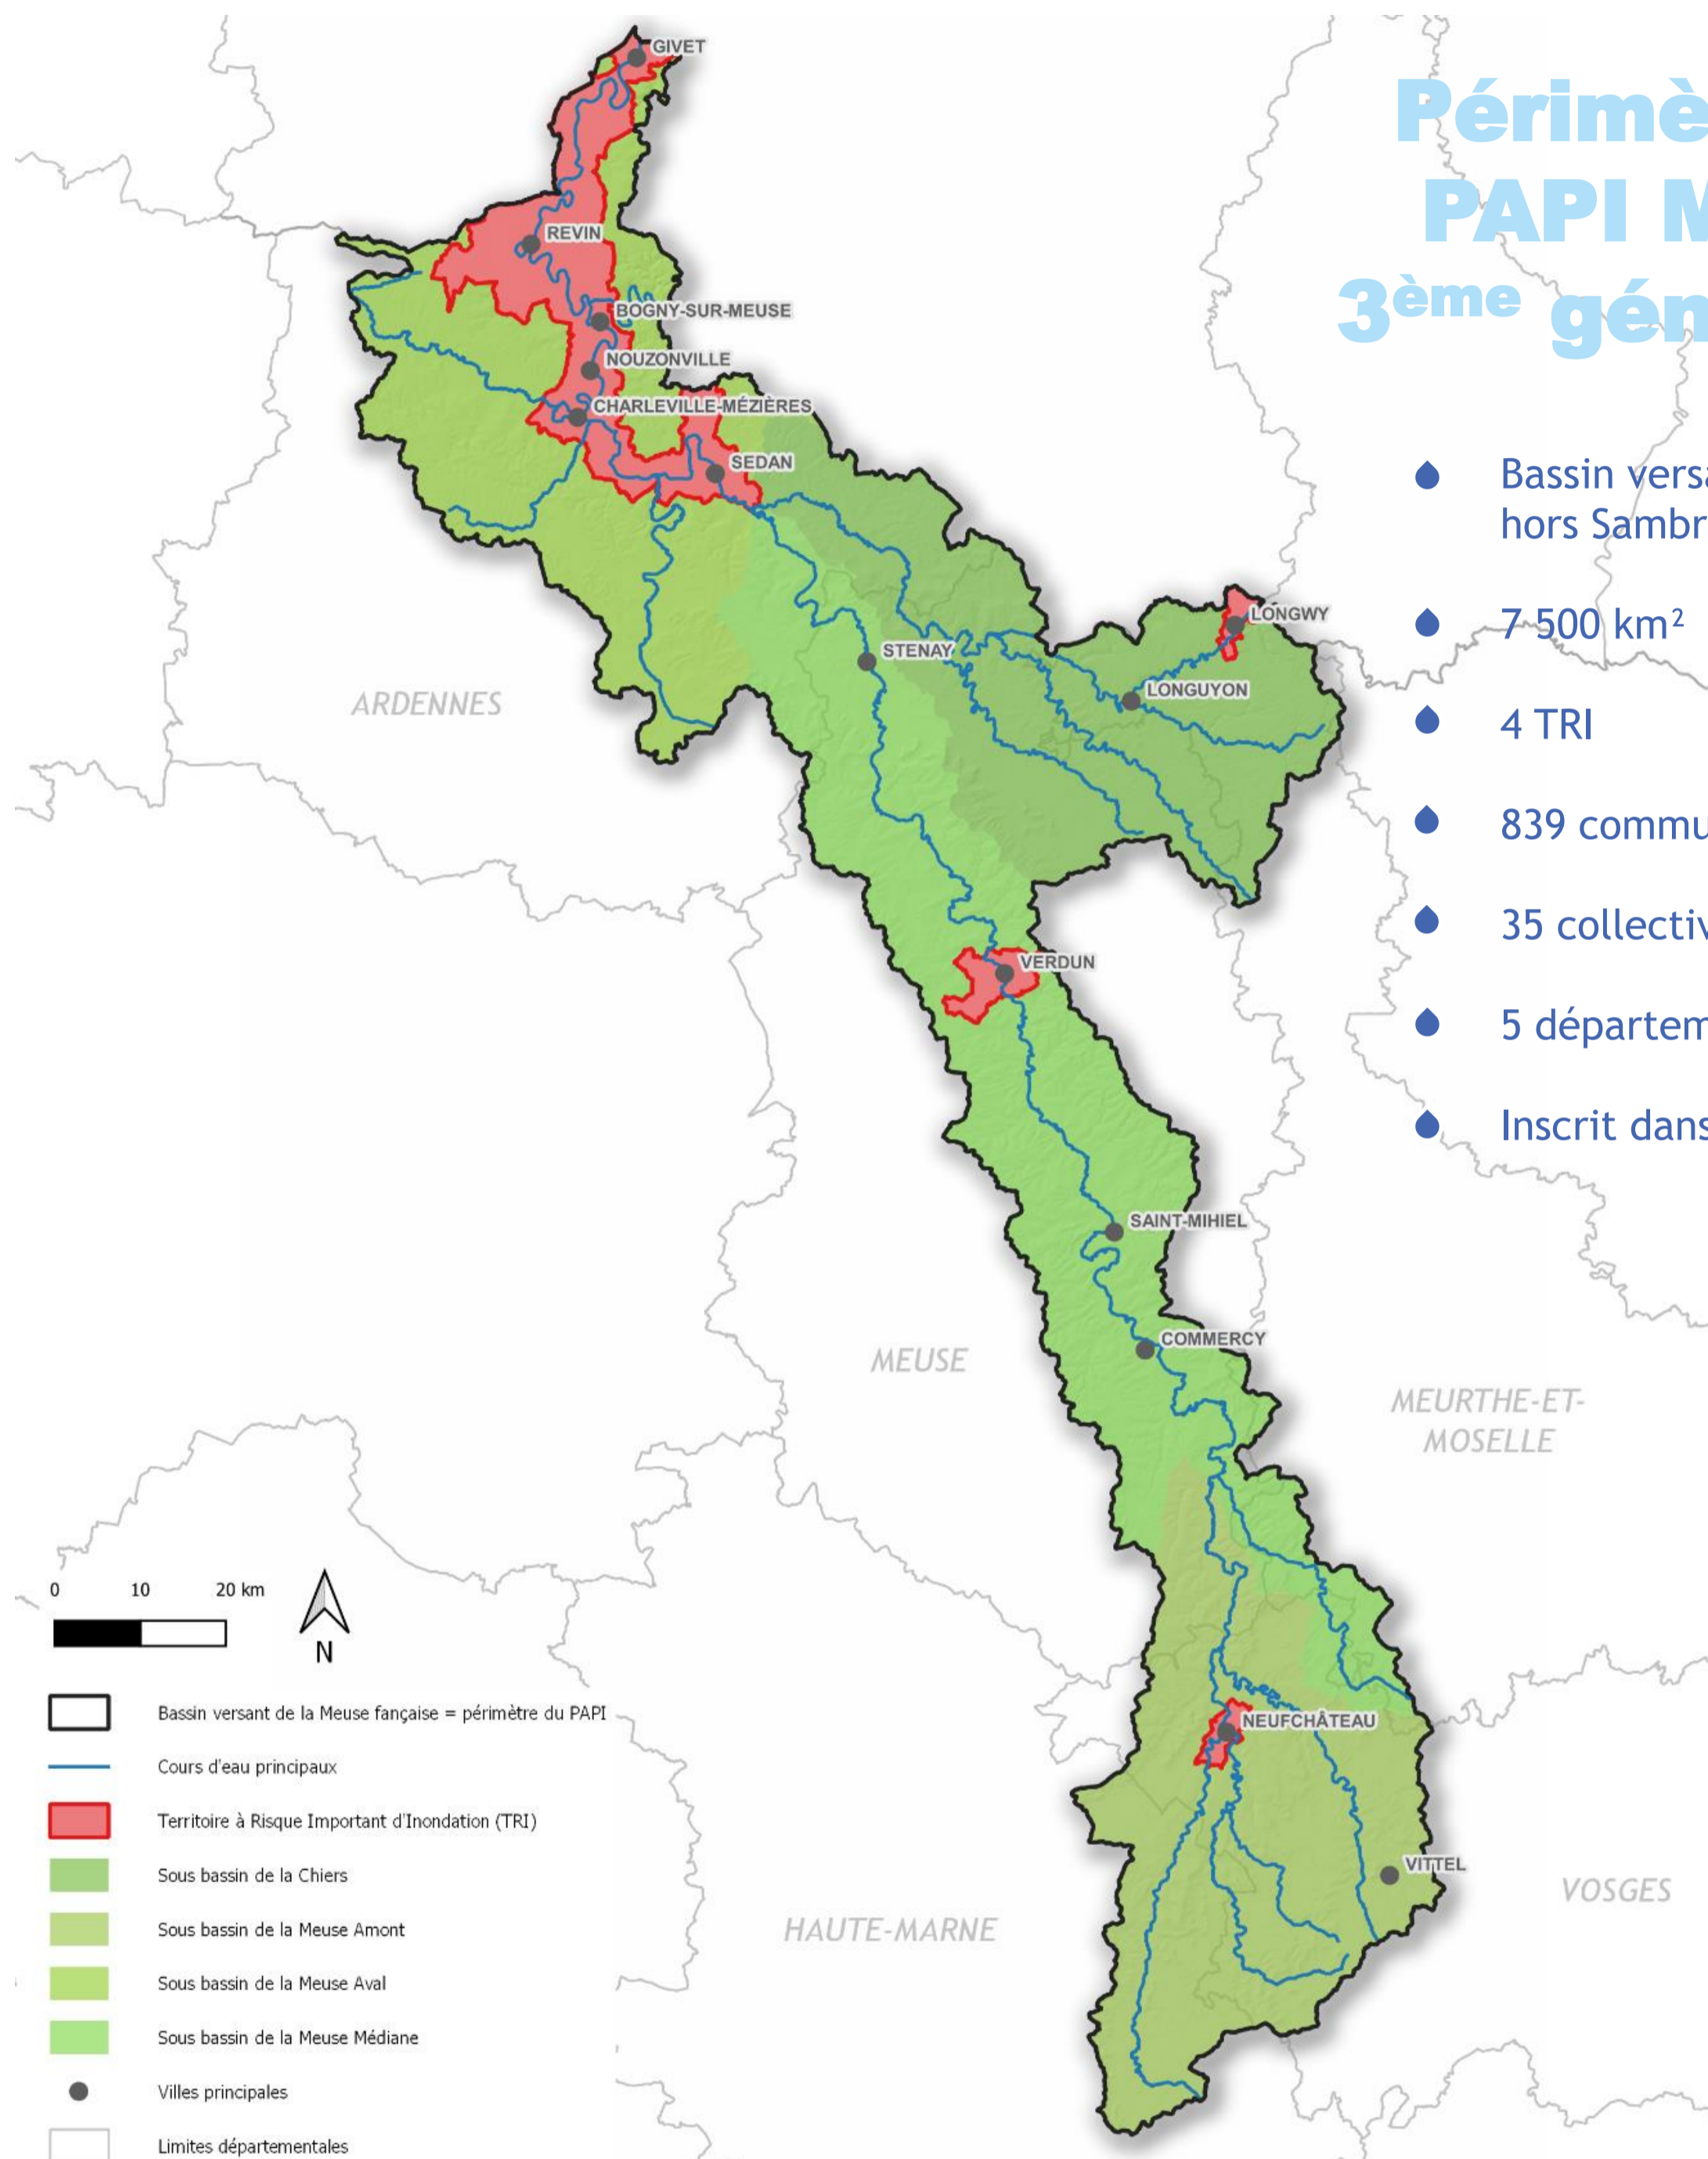 Périmè
PAPI M
3ème gén
GIVET
REVIN
BOGNY-SUR-MEUSE
NOUZONVILLE
CHARLEVILLE-MÉZIÈRES
SEDAN
Bassin versa
hors Sambr
LONGWY
7 500 km²
STENAY
LONGUYON
ARDENNES
4 TRI
839 commu
35 collectiv
VERDUN
5 départem
Inscrit dans
SAINT-MIHIEL
COMMERCY
MEUSE
MEURTHE-ET-
MOSELLE
0 10 20 km
N
Bassin versant de la Meuse fançaise = périmètre du PAPI
NEUFCHÂTEAU
Cours d'eau principaux
Territoire à Risque Important d'Inondation (TRI)
Sous bassin de la Chiers
VITTEL
VOSGES
Sous bassin de la Meuse Amont
HAUTE-MARNE
Sous bassin de la Meuse Aval
Sous bassin de la Meuse Médiane
Villes principales
Limites départementales